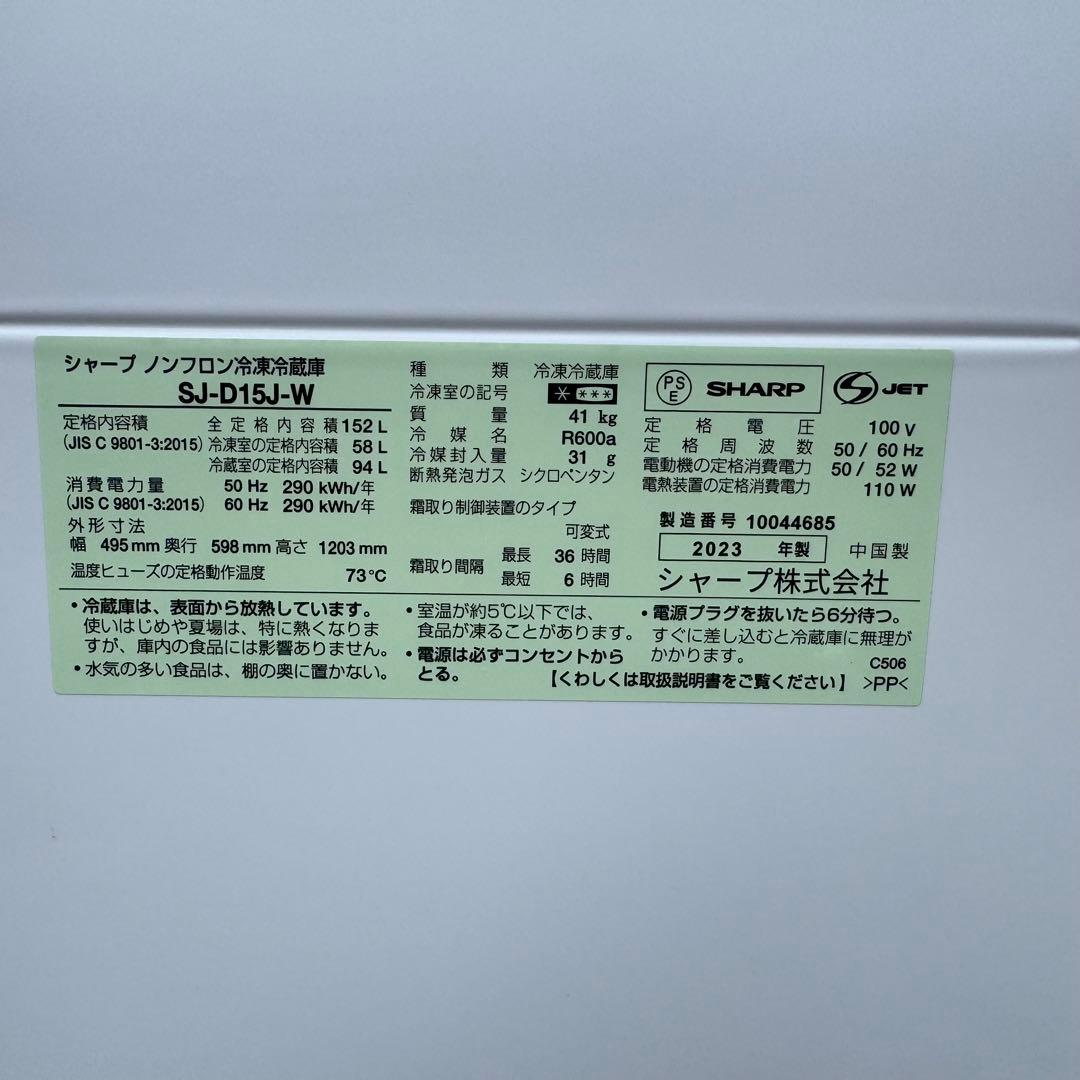 シャープ ノンフロン冷凍冷蔵庫
SJ-D15J-W
定格内容積 全定格内容積 152 L
(JIS C 9801-3:2015) 冷凍室の定格内容積 58 L
冷蔵室の定格内容積 94 L
消費電力量 50 Hz 290 kWh/年
(JIS C 9801-3:2015) 60 Hz 290 kWh/年
外形寸法
幅 495 mm 奥行 598 mm 高さ 1203 mm
温度ヒューズの定格動作温度 73℃
種類 冷凍冷蔵庫
冷凍室の記号 * ***
質量 41 kg
冷媒名 R600a
冷媒封入量 31 g
断熱発泡ガス シクロペンタン
霜取り制御装置のタイプ
可変式
霜取り間隔 最長 36 時間
最短 6 時間
PSE SHARP S JET
定格電圧 100 V
定格周波数 50 / 60 Hz
電動機の定格消費電力 50 / 52 W
電熱装置の定格消費電力 110 W
製造番号 10044685
2023 年製 中国製
シャープ株式会社
・冷蔵庫は、表面から放熱しています。
使いはじめや夏場は、特に熱くなりま
すが、庫内の食品には影響ありません。
・水気の多い食品は、棚の奥に置かない。
・室温が約5℃以下では、
食品が凍ることがあります。
・電源は必ずコンセントから
とる。
・電源プラグを抜いたら6分待つ。
すぐに差し込むと冷蔵庫に無理が
かかります。 C506
【くわしくは取扱説明書をご覧ください】 >PP<